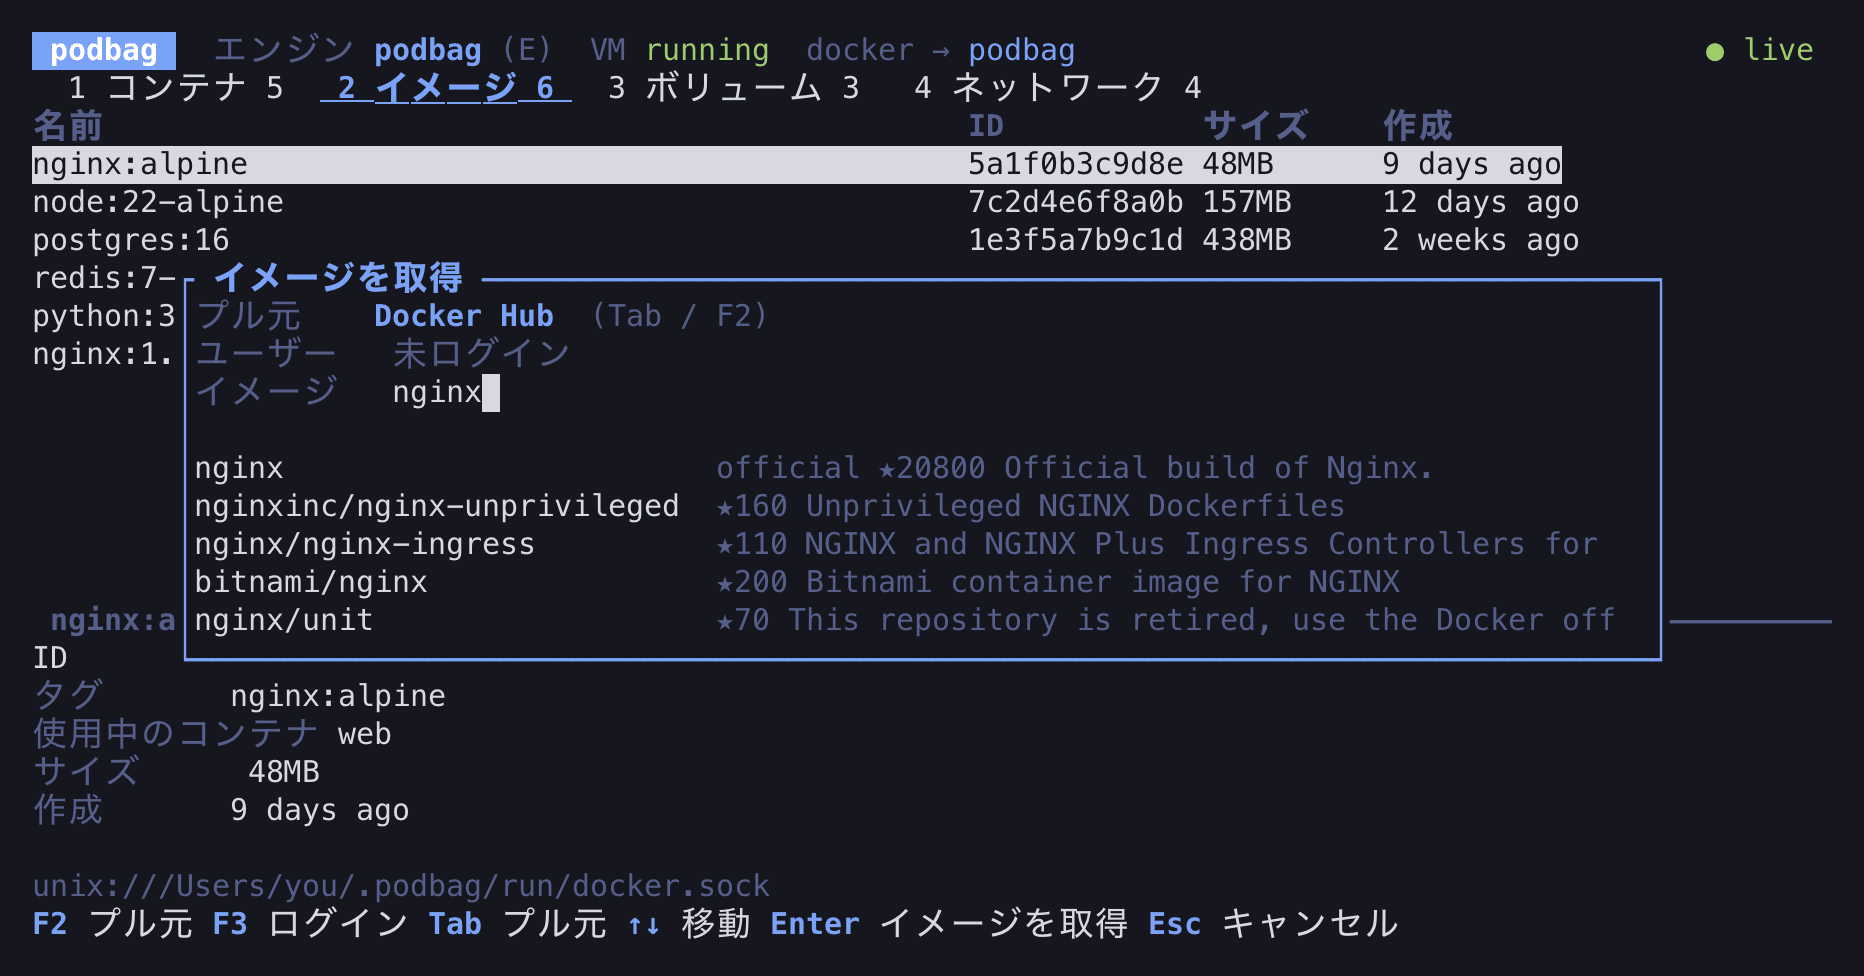 podbag エンジン podbag (E) VM running docker → podbag ● live
1 コンテナ 5 2 イメージ 6 3 ボリューム 3 4 ネットワーク 4
名前 ID サイズ 作成
nginx:alpine 5a1f0b3c9d8e 48MB 9 days ago
node:22-alpine 7c2d4e6f8a0b 157MB 12 days ago
postgres:16 1e3f5a7b9c1d 438MB 2 weeks ago
redis:7- イメージを取得
python:3 プル元 Docker Hub (Tab / F2)
nginx:1. ユーザー 未ログイン
イメージ nginx
nginx official ★20800 Official build of Nginx.
nginxinc/nginx-unprivileged ★160 Unprivileged NGINX Dockerfiles
nginx/nginx-ingress ★110 NGINX and NGINX Plus Ingress Controllers for
bitnami/nginx ★200 Bitnami container image for NGINX
nginx:a nginx/unit ★70 This repository is retired, use the Docker off
ID
タグ nginx:alpine
使用中のコンテナ web
サイズ 48MB
作成 9 days ago
unix:///Users/you/.podbag/run/docker.sock
F2 プル元 F3 ログイン Tab プル元 ↑↓ 移動 Enter イメージを取得 Esc キャンセル